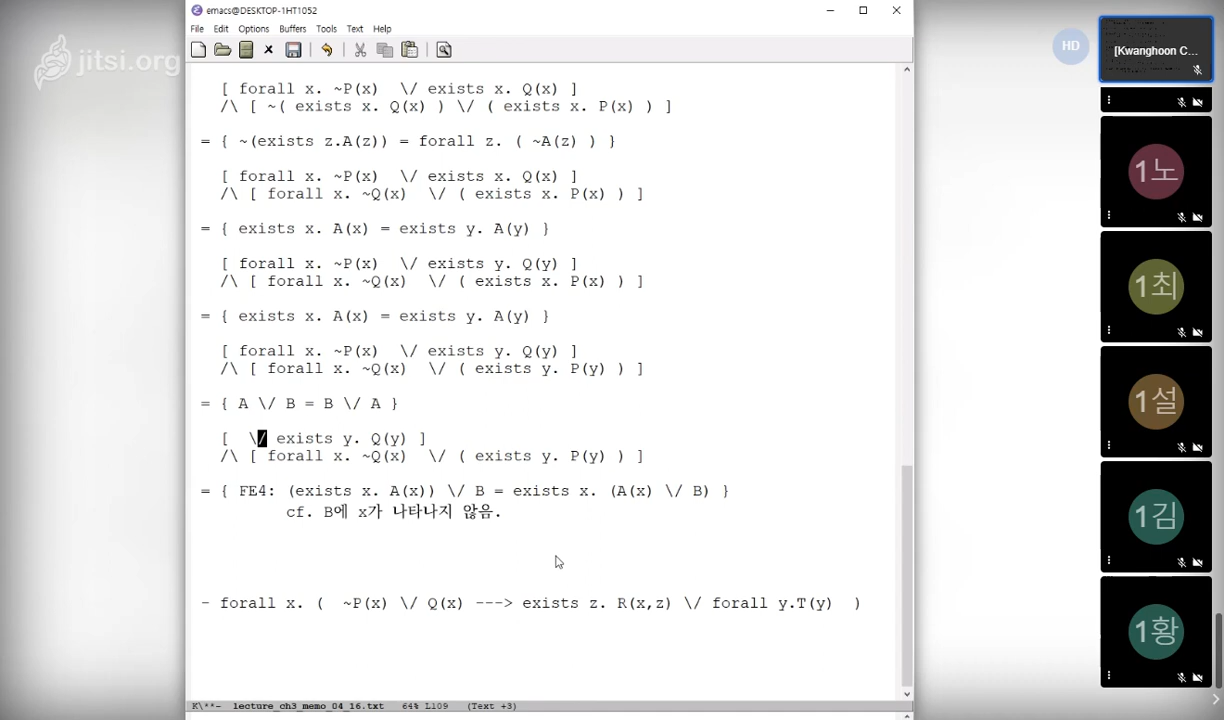 emacs@DESKTOP-1HT1052
File Edit Options Buffers Tools Text Help
jitsi.org
[ forall x. ~P(x) \/ exists x. Q(x) ]
/\ [ ~( exists x. Q(x) ) \/ ( exists x. P(x) ) ]
= { ~(exists z.A(z)) = forall z. ( ~A(z) ) }
[ forall x. ~P(x) \/ exists x. Q(x) ]
/\ [ forall x. ~Q(x) \/ ( exists x. P(x) ) ]
= { exists x. A(x) = exists y. A(y) }
[ forall x. ~P(x) \/ exists y. Q(y) ]
/\ [ forall x. ~Q(x) \/ ( exists x. P(x) ) ]
= { exists x. A(x) = exists y. A(y) }
[ forall x. ~P(x) \/ exists y. Q(y) ]
/\ [ forall x. ~Q(x) \/ ( exists y. P(y) ) ]
= { A \/ B = B \/ A }
[ \/ exists y. Q(y) ]
/\ [ forall x. ~Q(x) \/ ( exists y. P(y) ) ]
= { FE4: (exists x. A(x)) \/ B = exists x. (A(x) \/ B) }
cf. B에 x가 나타나지 않음.
- forall x. ( ~P(x) \/ Q(x) ---> exists z. R(x,z) \/ forall y.T(y) )
K\**- lecture_ch3_memo_04_16.txt 64% L109 (Text +3)
HD
[Kwanghoon C...
1노
1최
1설
1김
1황